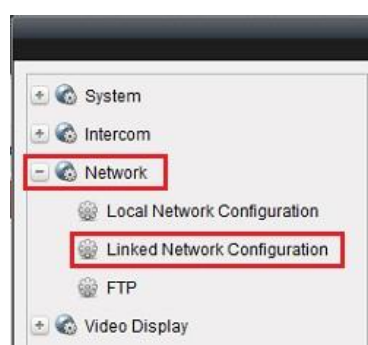 System
Intercom
Network
Local Network Configuration
Linked Network Configuration
FTP
Video Display